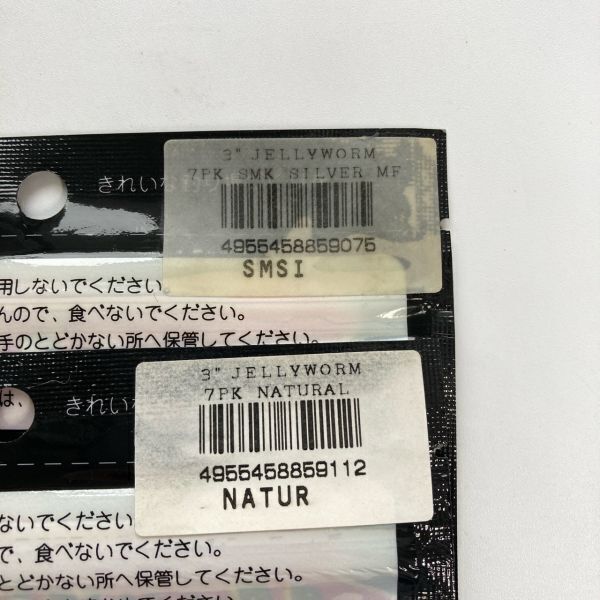 きれいな釣り
3" JELLYWORM
7PK SMK SILVER MF
4955458859075
SMSI
用しないでください。
んので、食べないでください。
手のとどかない所へ保管してください。
は、
きれいな
3" JELLYWORM
7PK NATURAL
4955458859112
NATUR
ないでください
で、食べないでください。
とどかない所へ保管してください。